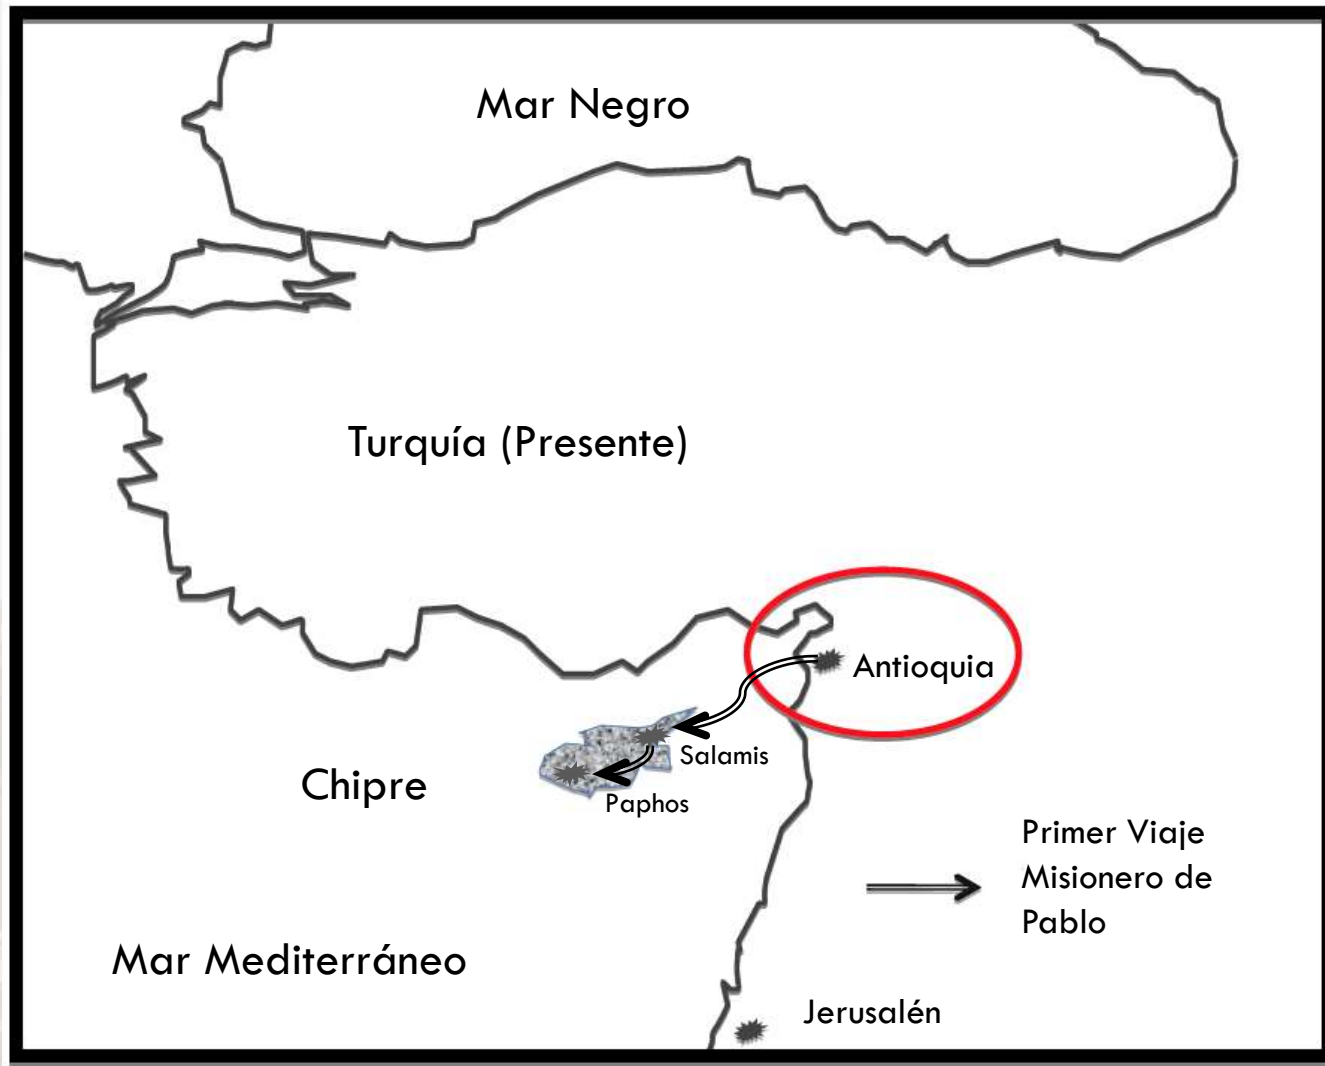 Mar Negro
Turquía (Presente)
Antioquia
Salamis
Chipre
Paphos
Primer Viaje
Misionero de
Pablo
Mar Mediterráneo
Jerusalén